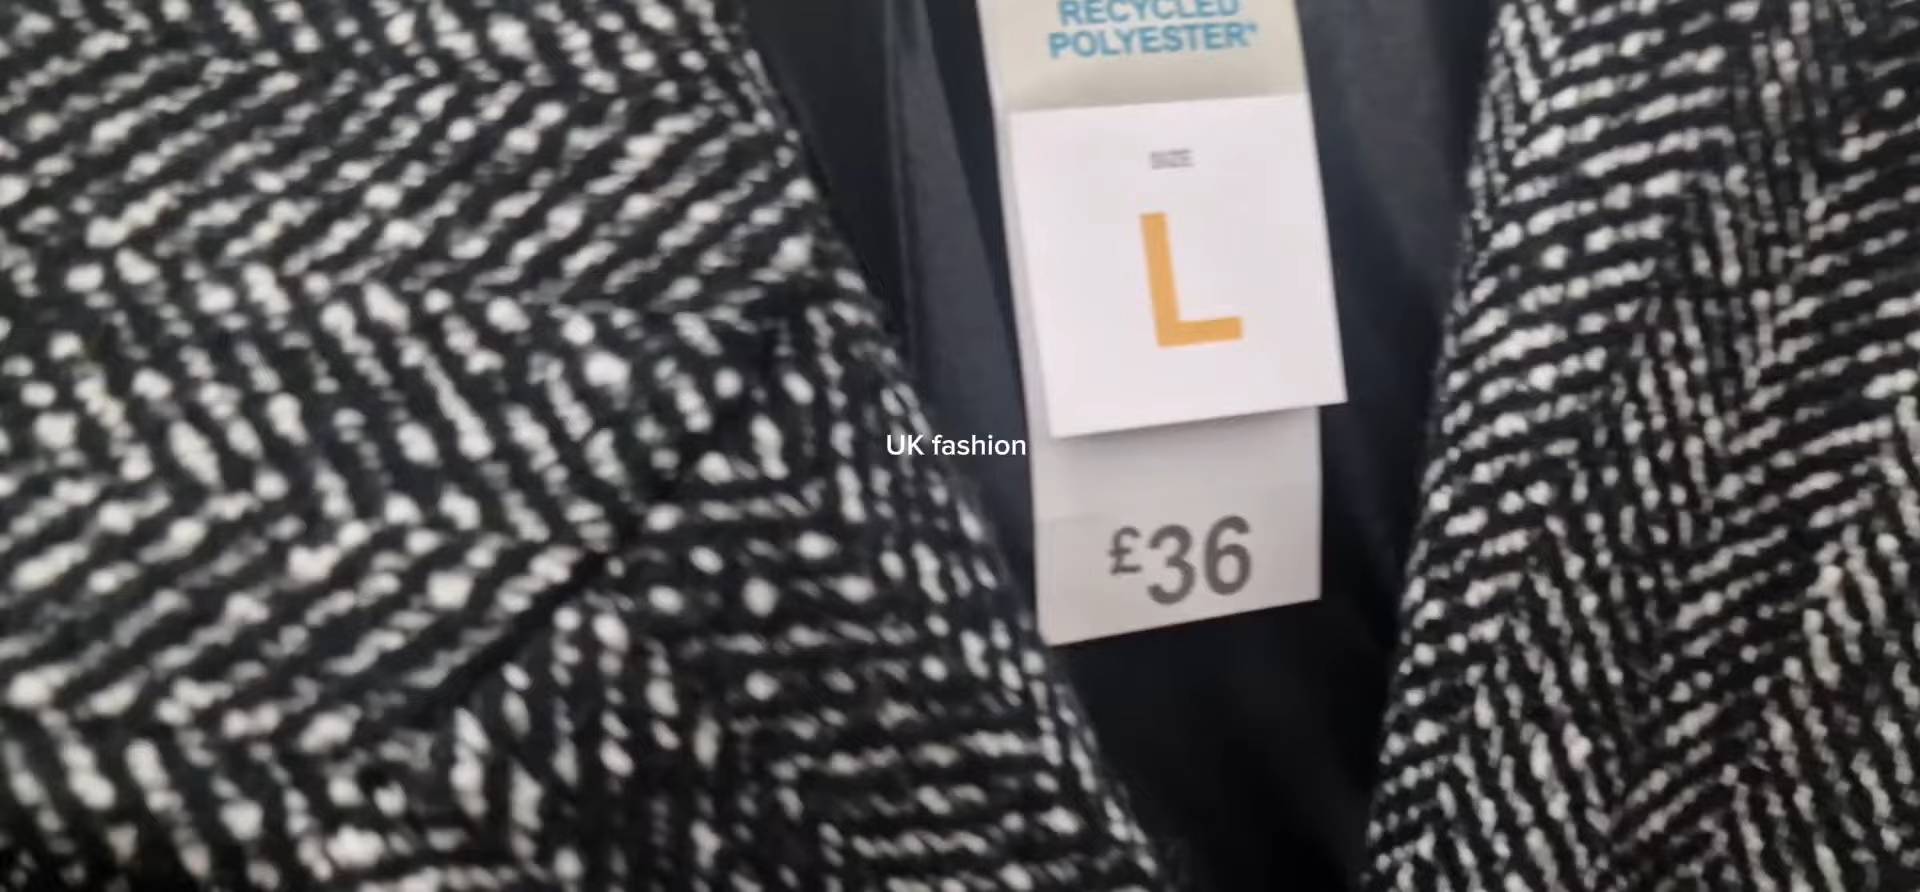 RECYCLED
POLYESTER*
SIZE
L
UK fashion
£36